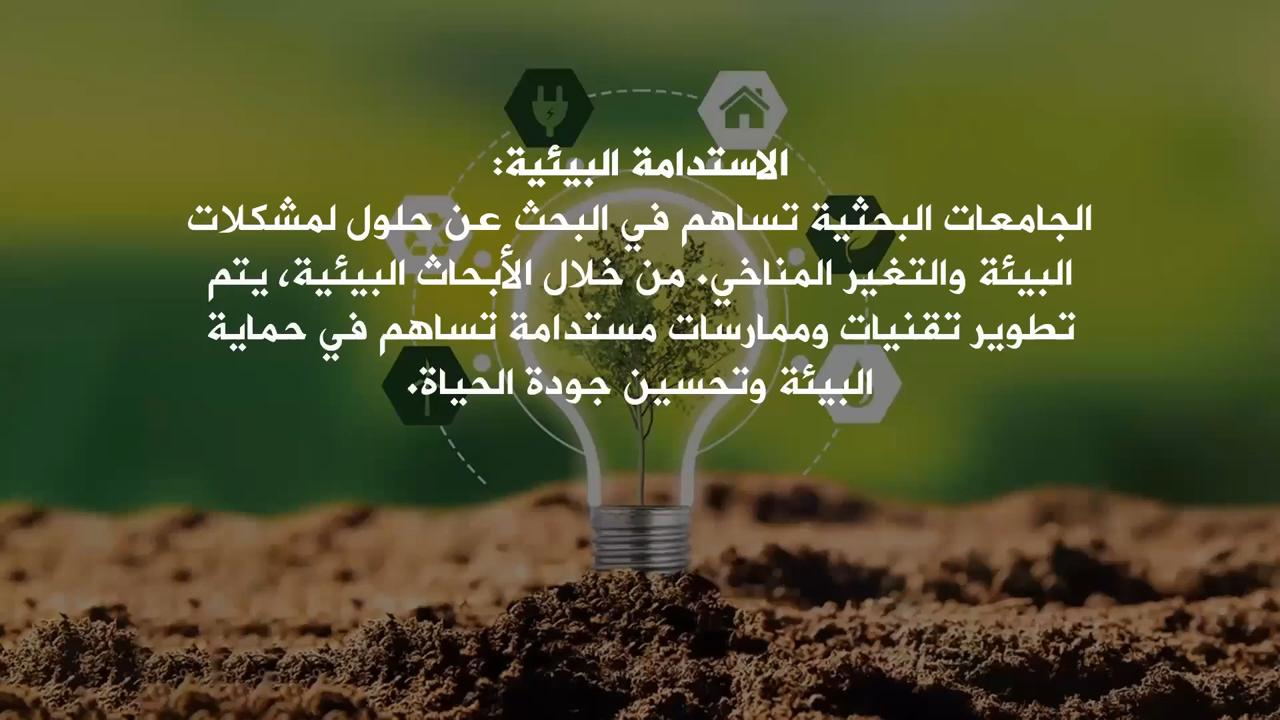 الاستدامة البيئية:
الجامعات البحثية تساهم في البحث عن حلول لمشكلات
البيئة والتغير المناخي. من خلال الأبحاث البيئية، يتم
تطوير تقنيات وممارسات مستدامة تساهم في حماية
البيئة وتحسين جودة الحياة.